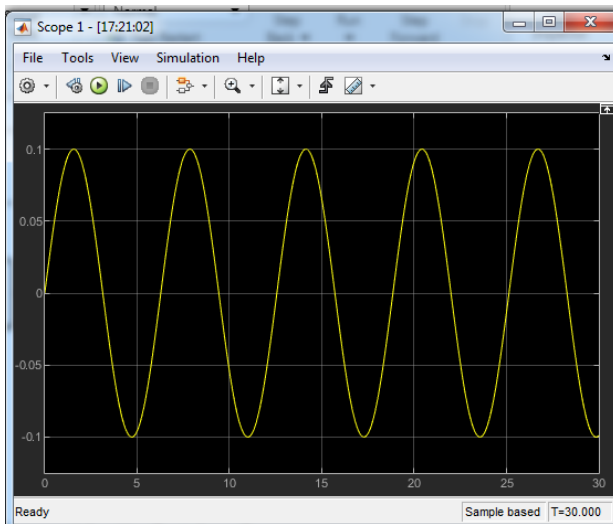 Normal
Scope 1 - [17:21:02]
File Tools View Simulation Help
0.1
0.05
0
-0.05
-0.1
0 5 10 15 20 25 30
Ready Sample based T=30.000